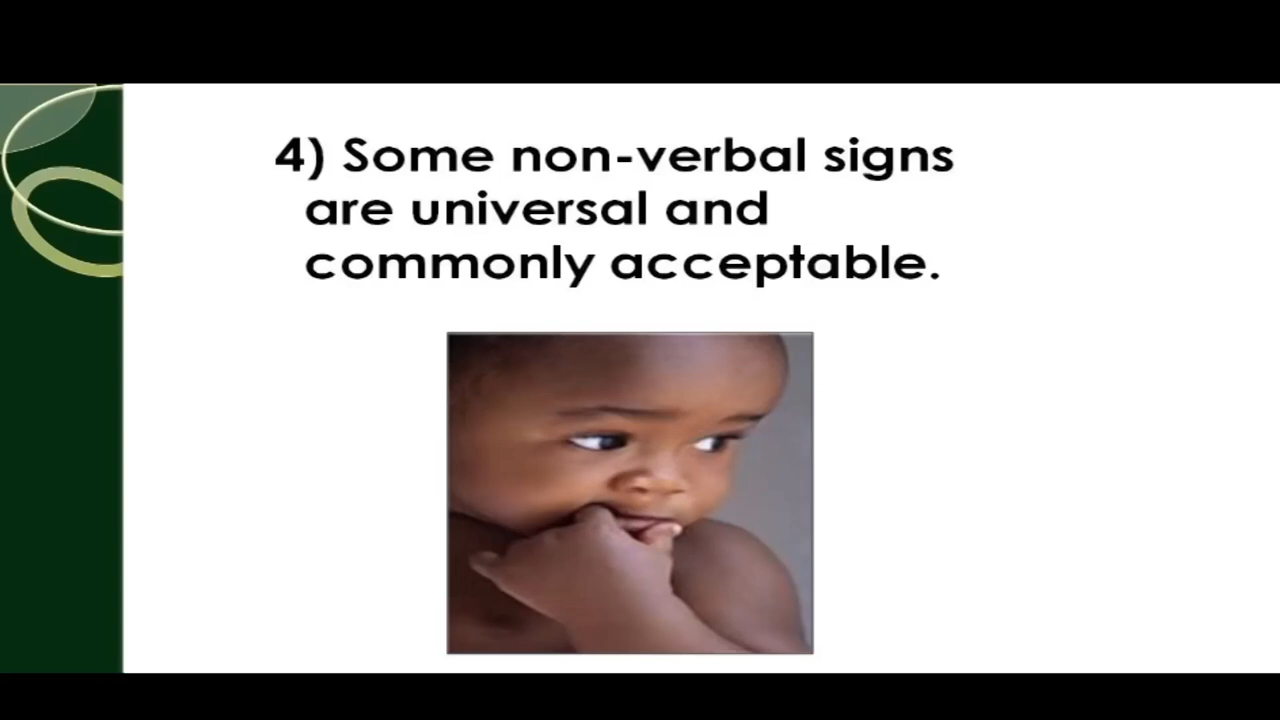 4) Some non-verbal signs
are universal and
commonly acceptable.